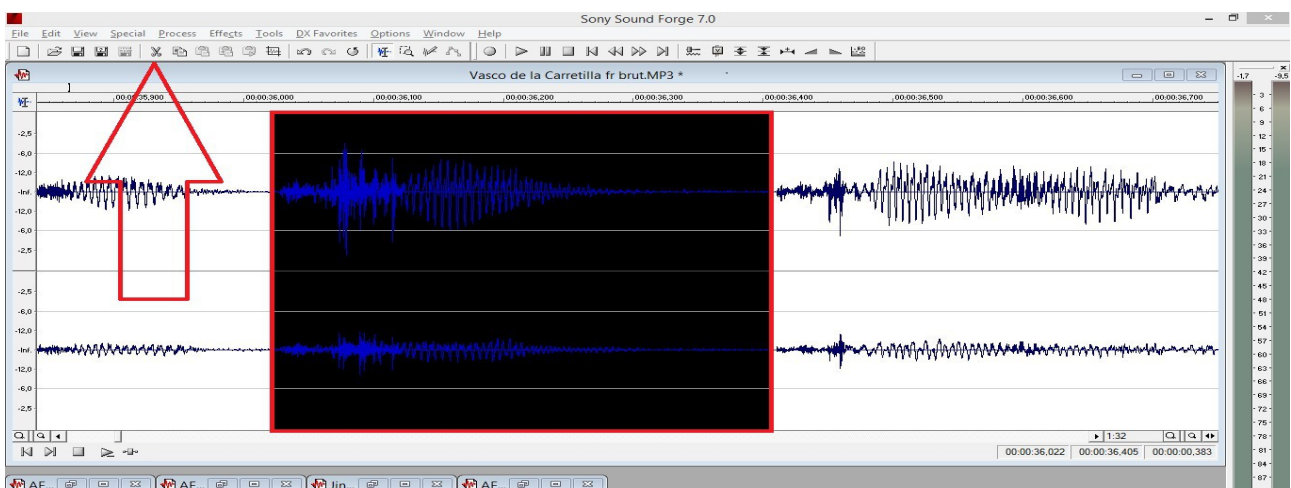 Sony Sound Forge 7.0
File Edit View Special Process Effects Tools DX Favorites Options Window Help
Vasco de la Carretilla fr brut.MP3 *
-1,7 -9,5
,00:00:35,900 ,00:00:36,000 ,00:00:36,100 ,00:00:36,200 ,00:00:36,300 ,00:00:36,400 ,00:00:36,500 ,00:00:36,600 ,00:00:36,700
-2,5
-6,0
-12,0
-Inf.
-12,0
-6,0
-2,5
-2,5
-6,0
-12,0
-Inf.
-12,0
-6,0
-2,5
- 3 -
- 6 -
- 9 -
- 12 -
- 15 -
- 18 -
- 21 -
- 24 -
- 27 -
- 30 -
- 33 -
- 36 -
- 39 -
- 42 -
- 45 -
- 48 -
- 51 -
- 54 -
- 57 -
- 60 -
- 63 -
- 66 -
- 69 -
- 72 -
- 75 -
- 78 -
- 81 -
- 84 -
- 87 -
1:32
00:00:36,022 00:00:36,405 00:00:00,383
AF... AF... Jin... AF...